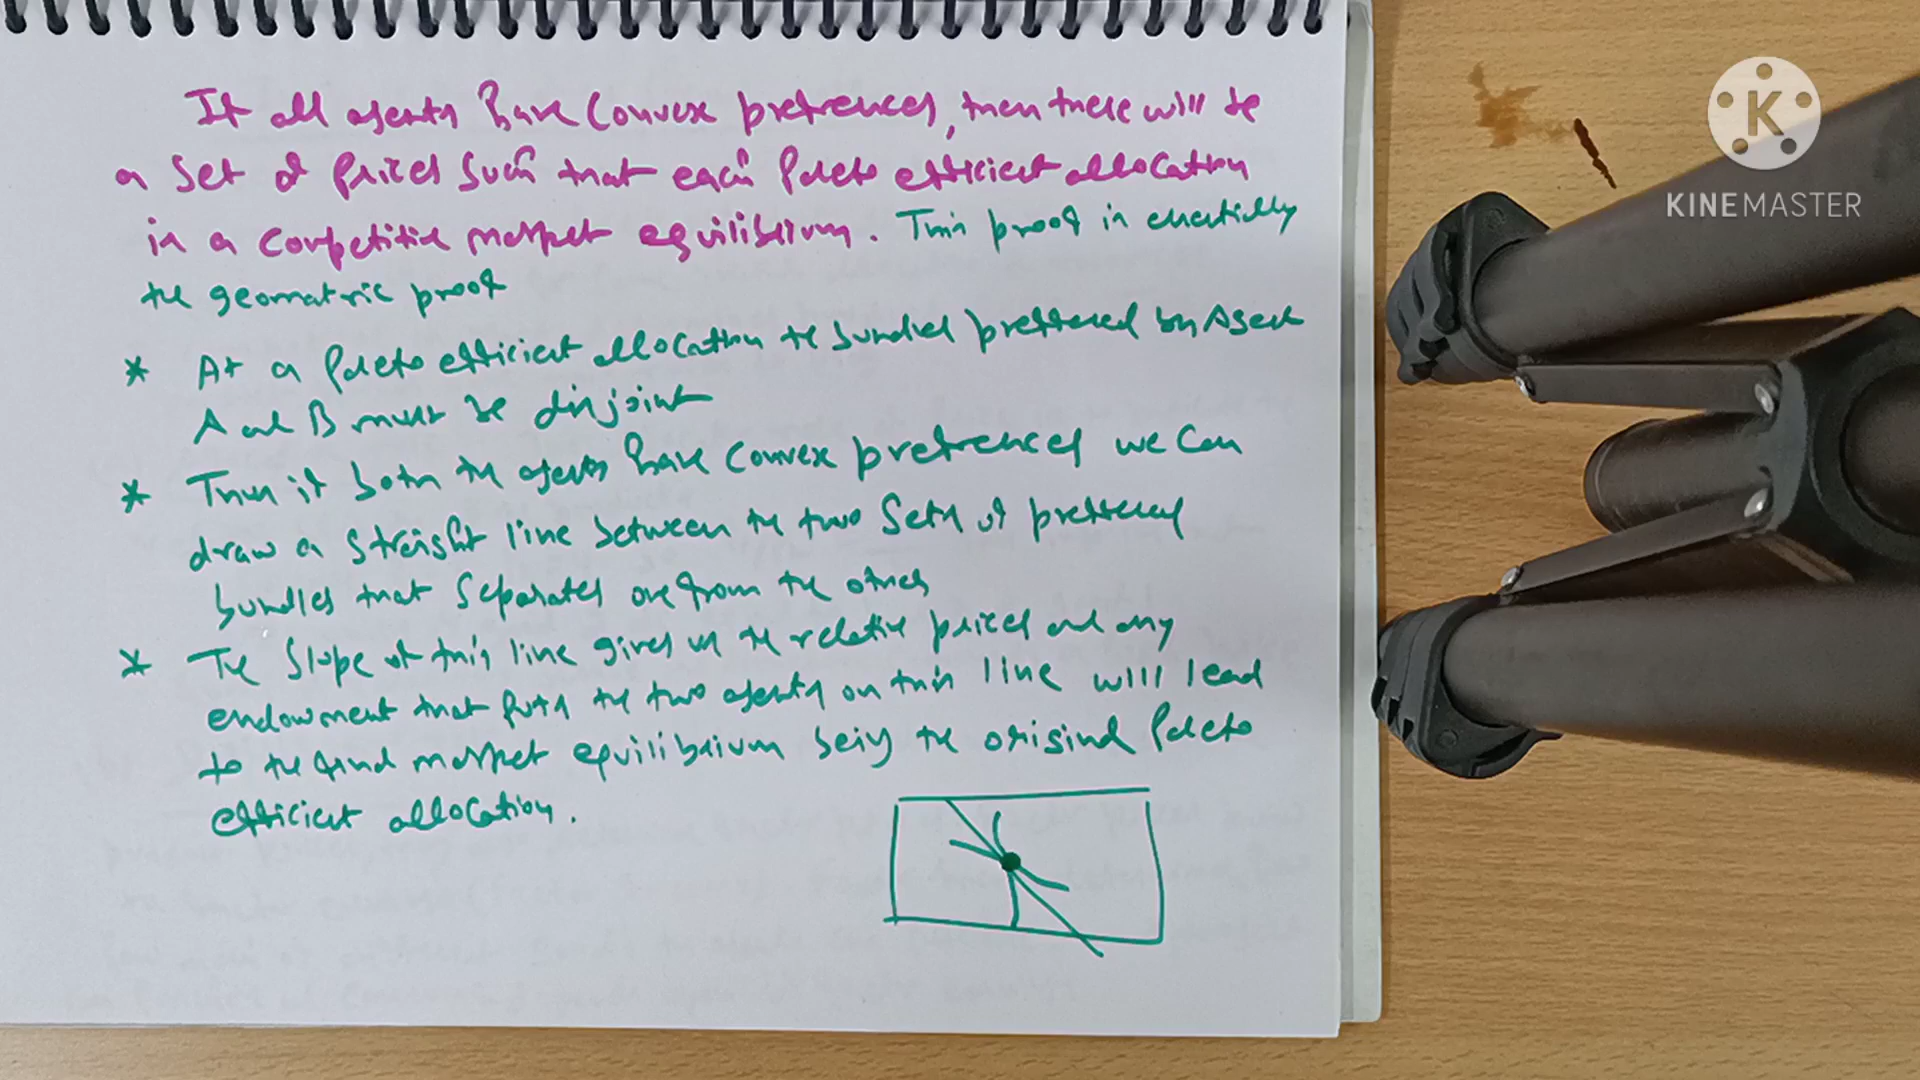 If all agents have Convex preferences, then there will be
a Set of Prices Such that each Pareto efficient allocation
is a Competitive market equilibrium. This proof is essentially
the geomatric proof
* At a Pareto efficient allocation the bundles preffered by Agent
A and B must be disjoint
* Thus if both the agents have Convex preferences we Can
draw a straight line between the two Sets of preffered
bundles that Separates one from the other
* The Slope of this line gives us the relative prices and any
endowment that puts the two agents on this line will lead
to the final market equilibrium being the original Pareto
efficient allocation.
KINEMASTER